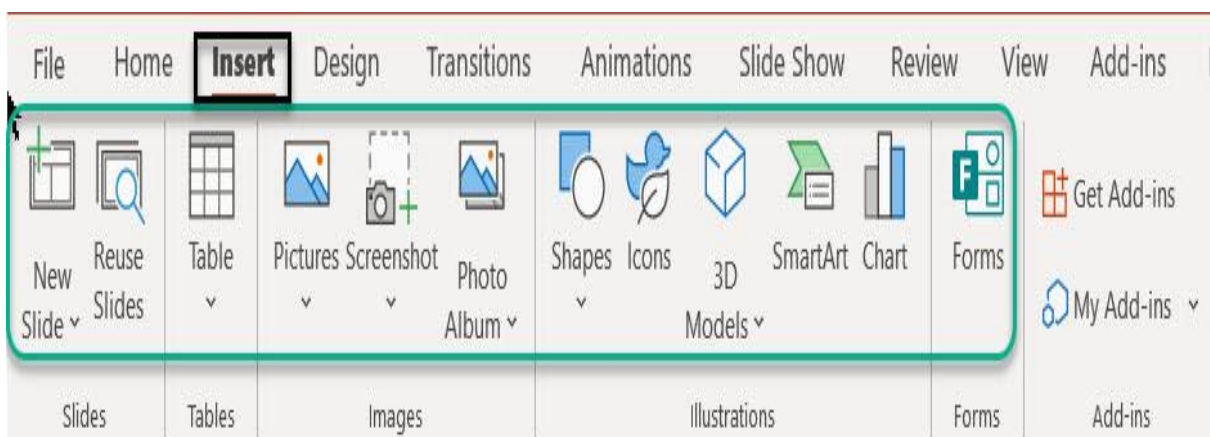 File Home Insert Design Transitions Animations Slide Show Review View Add-ins
New Slide
Reuse Slides
Table
Pictures
Screenshot
Photo Album
Shapes
Icons
3D Models
SmartArt
Chart
F
Forms
Get Add-ins
My Add-ins
Slides Tables Images Illustrations Forms Add-ins